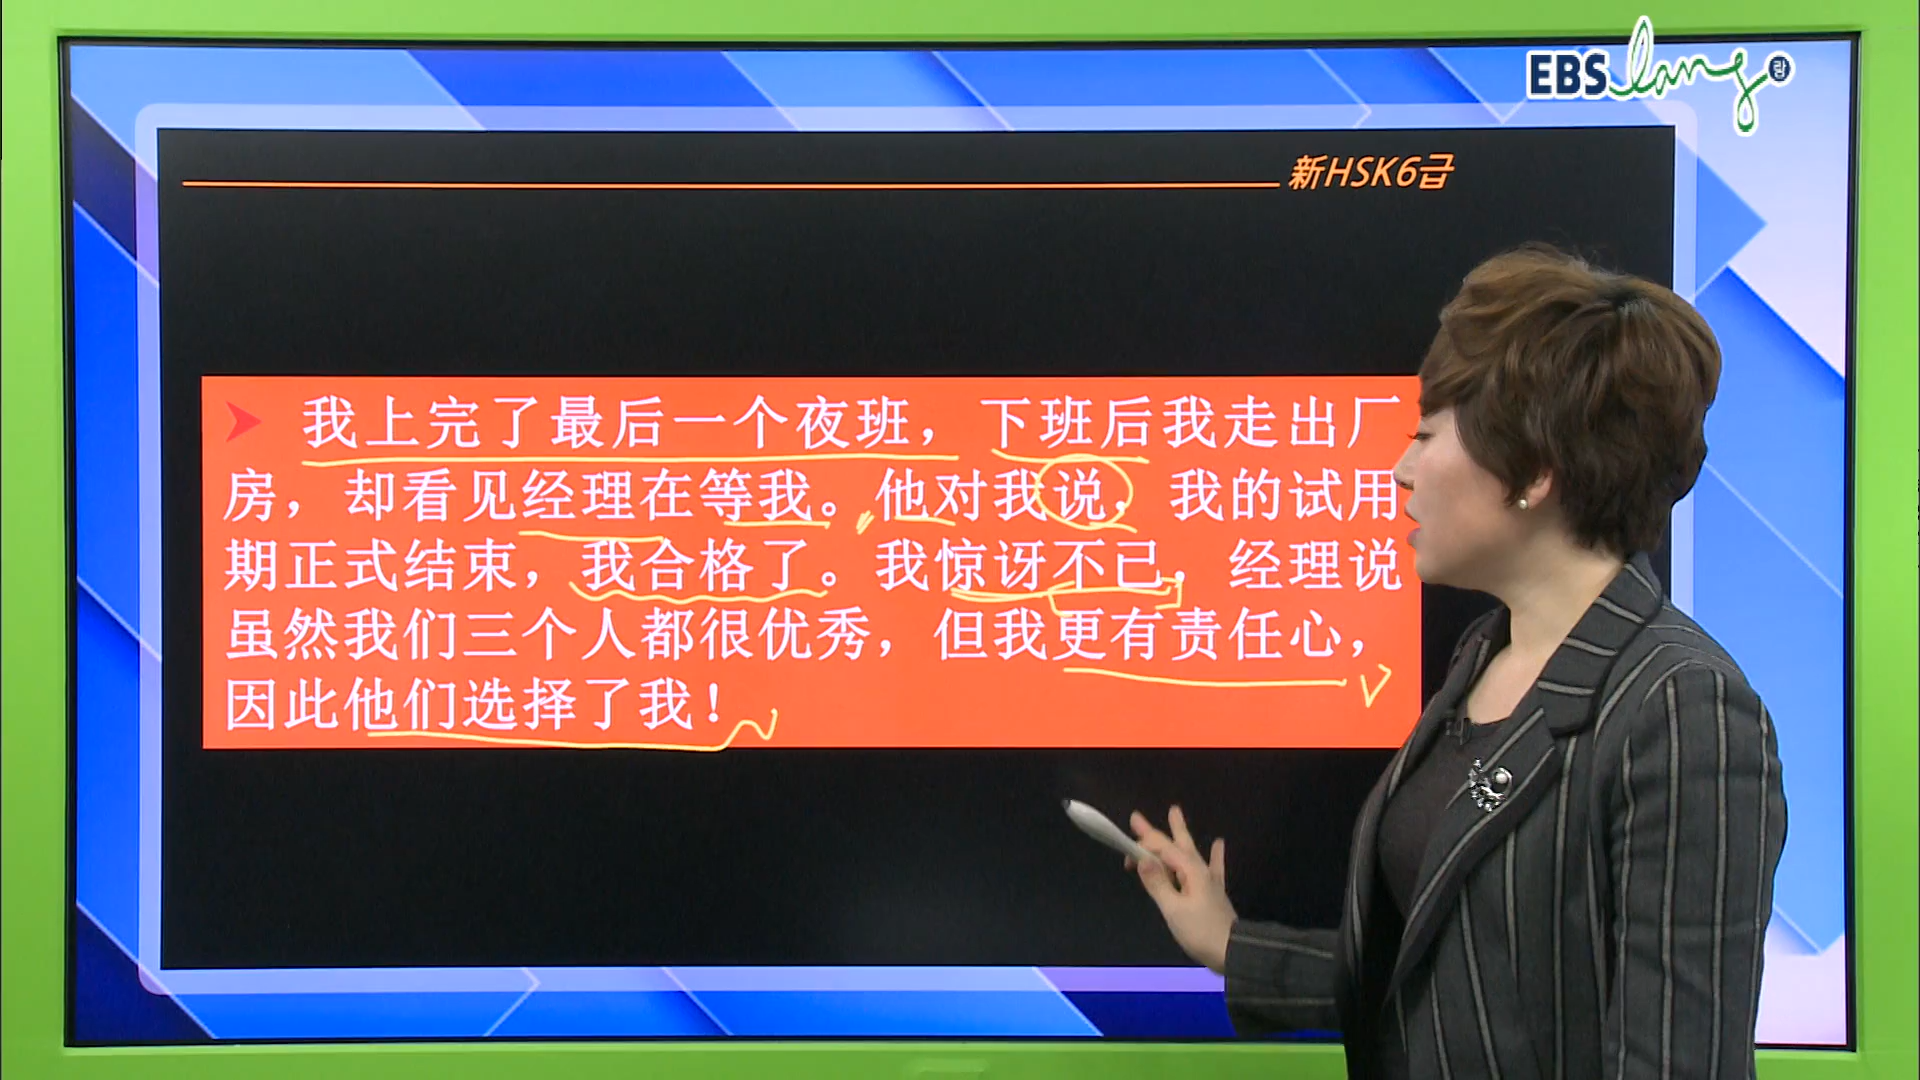 EBS lang 랑
新HSK6급
我上完了最后一个夜班，下班后我走出厂
房，却看见经理在等我。他对我说，我的试用
期正式结束，我合格了。我惊讶不已，经理说
虽然我们三个人都很优秀，但我更有责任心，
因此他们选择了我！